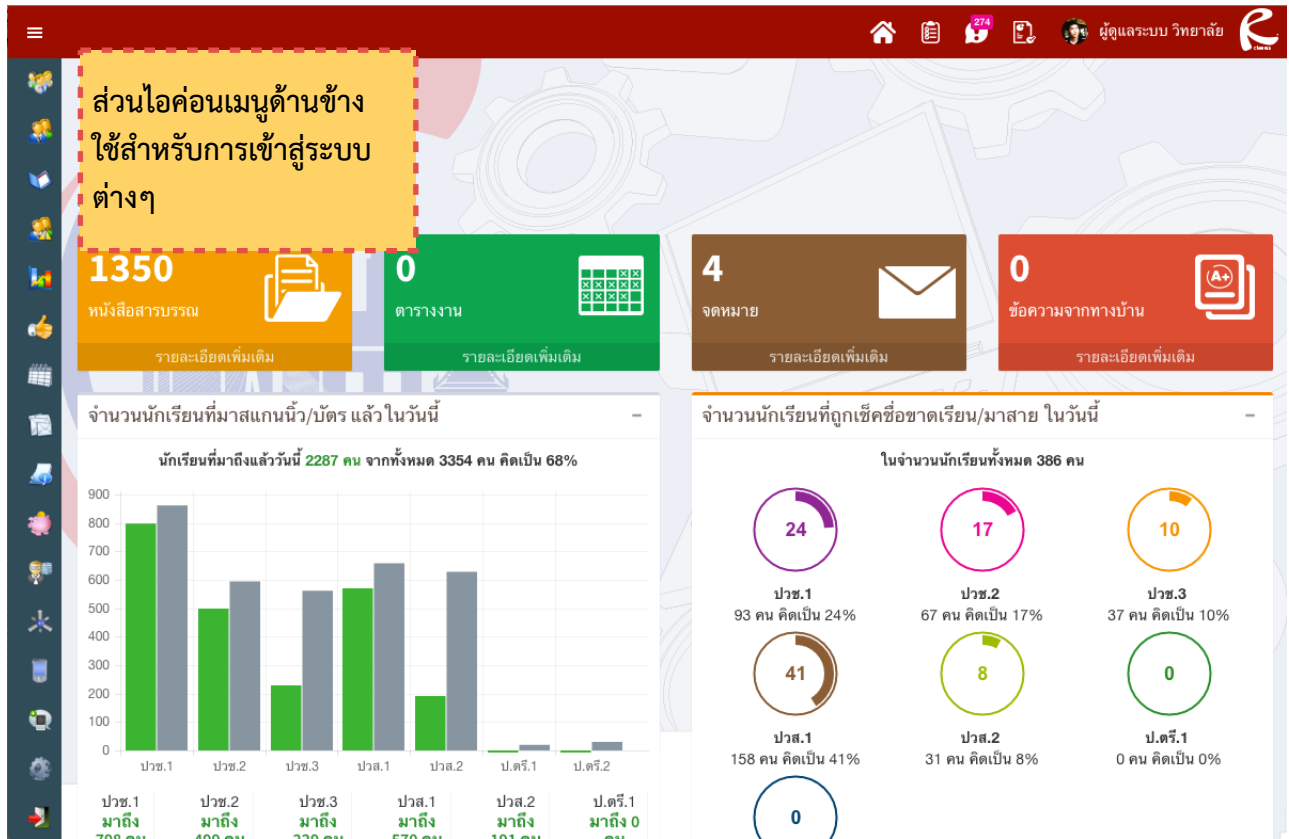 274
ผู้ดูแลระบบ วิทยาลัย
R
ส่วนไอค่อนเมนูด้านข้าง
ใช้สำหรับการเข้าสู่ระบบ
ต่างๆ
1350
หนังสือสารบรรณ
รายละเอียดเพิ่มเติม
0
ตารางงาน
รายละเอียดเพิ่มเติม
4
จดหมาย
รายละเอียดเพิ่มเติม
0
ข้อความจากทางบ้าน
A+
รายละเอียดเพิ่มเติม
จำนวนนักเรียนที่มาสแกนนิ้ว/บัตร แล้ว ในวันนี้
นักเรียนที่มาถึงแล้ววันนี้ 2287 คน จากทั้งหมด 3354 คน คิดเป็น 68%
900
800
700
600
500
400
300
200
100
0
ปวช.1 ปวช.2 ปวช.3 ปวส.1 ปวส.2 ป.ตรี.1 ป.ตรี.2
ปวช.1 ปวช.2 ปวช.3 ปวส.1 ปวส.2 ป.ตรี.1
มาถึง มาถึง มาถึง มาถึง มาถึง มาถึง 0
จำนวนนักเรียนที่ถูกเช็คชื่อขาดเรียน/มาสาย ในวันนี้
ในจำนวนนักเรียนทั้งหมด 386 คน
24 17 10
ปวช.1 ปวช.2 ปวช.3
93 คน คิดเป็น 24% 67 คน คิดเป็น 17% 37 คน คิดเป็น 10%
41 8 0
ปวส.1 ปวส.2 ป.ตรี.1
158 คน คิดเป็น 41% 31 คน คิดเป็น 8% 0 คน คิดเป็น 0%
0